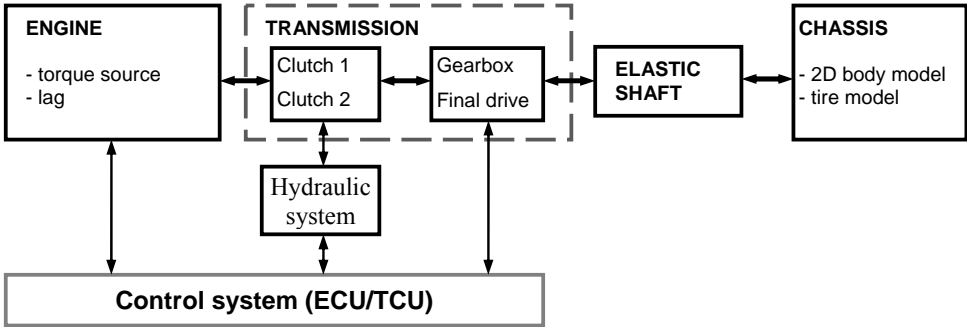 ENGINE
- torque source
- lag
TRANSMISSION
Clutch 1
Clutch 2
Gearbox
Final drive
ELASTIC
SHAFT
CHASSIS
- 2D body model
- tire model
Hydraulic
system
Control system (ECU/TCU)